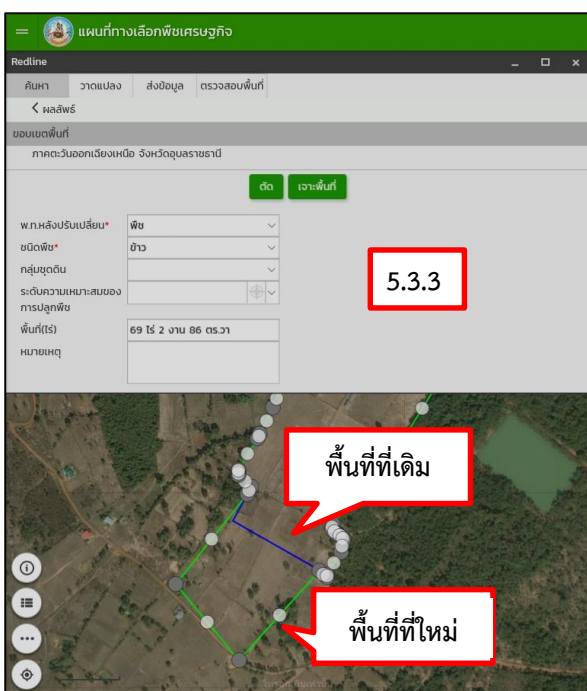 แผนที่ทางเลือกพืชเศรษฐกิจ
Redline
ค้นหา วาดแปลง ส่งข้อมูล ตรวจสอบพื้นที่
ผลลัพธ์
ขอบเขตพื้นที่
ภาคตะวันออกเฉียงเหนือ จังหวัดอุบลราชธานี
ตัด เจาะพื้นที่
พ.ท.หลังปรับเปลี่ยน* พืช
ชนิดพืช* ข้าว
กลุ่มชุดดิน
ระดับความเหมาะสมของ
การปลูกพืช
5.3.3
พื้นที่(ไร่) 69 ไร่ 2 งาน 86 ตร.วา
หมายเหตุ
พื้นที่ที่เดิม
พื้นที่ที่ใหม่